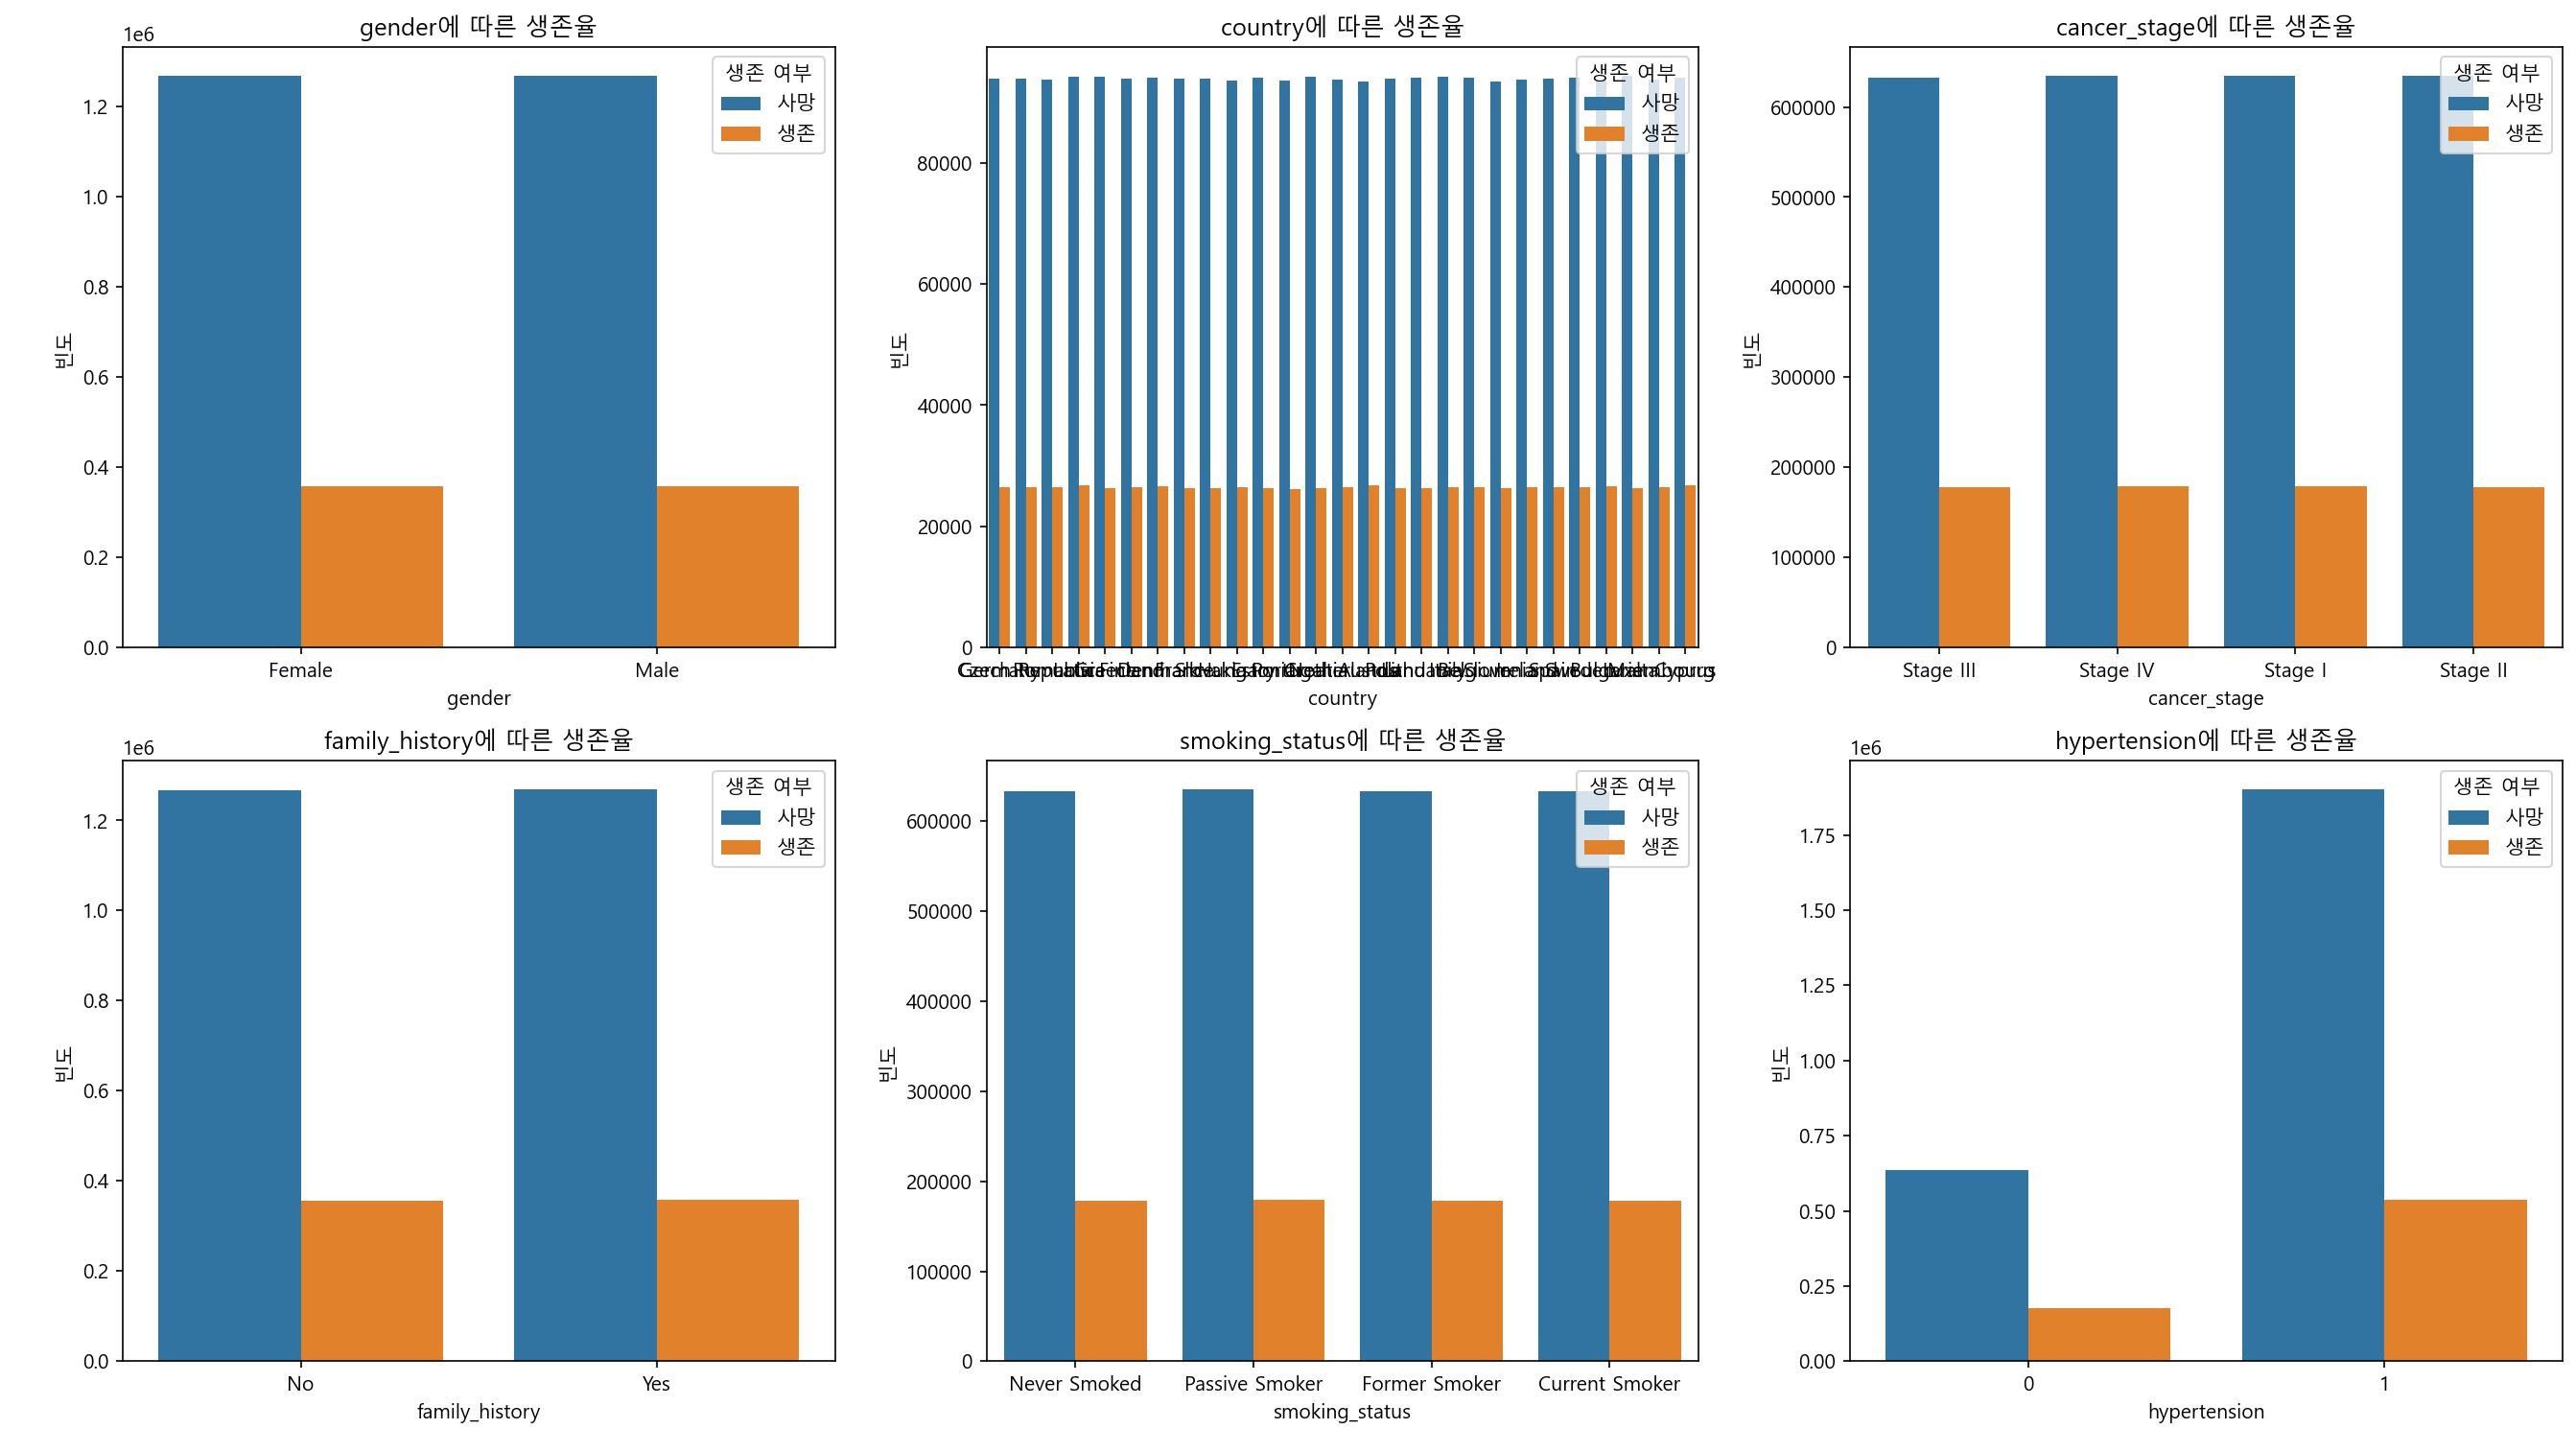 gender에 따른 생존율
1e6
생존 여부
사망
생존
1.2
1.0
0.8
0.6
0.4
0.2
0.0
빈도
Female
Male
gender
country에 따른 생존율
생존 여부
사망
생존
80000
60000
40000
20000
0
빈도
country
cancer_stage에 따른 생존율
생존 여부
사망
생존
600000
500000
400000
300000
200000
100000
0
빈도
Stage III
Stage IV
Stage I
Stage II
cancer_stage
family_history에 따른 생존율
1e6
생존 여부
사망
생존
1.2
1.0
0.8
0.6
0.4
0.2
0.0
빈도
No
Yes
family_history
smoking_status에 따른 생존율
생존 여부
사망
생존
600000
500000
400000
300000
200000
100000
0
빈도
Never Smoked
Passive Smoker
Former Smoker
Current Smoker
smoking_status
hypertension에 따른 생존율
1e6
생존 여부
사망
생존
1.75
1.50
1.25
1.00
0.75
0.50
0.25
0.00
빈도
0
1
hypertension